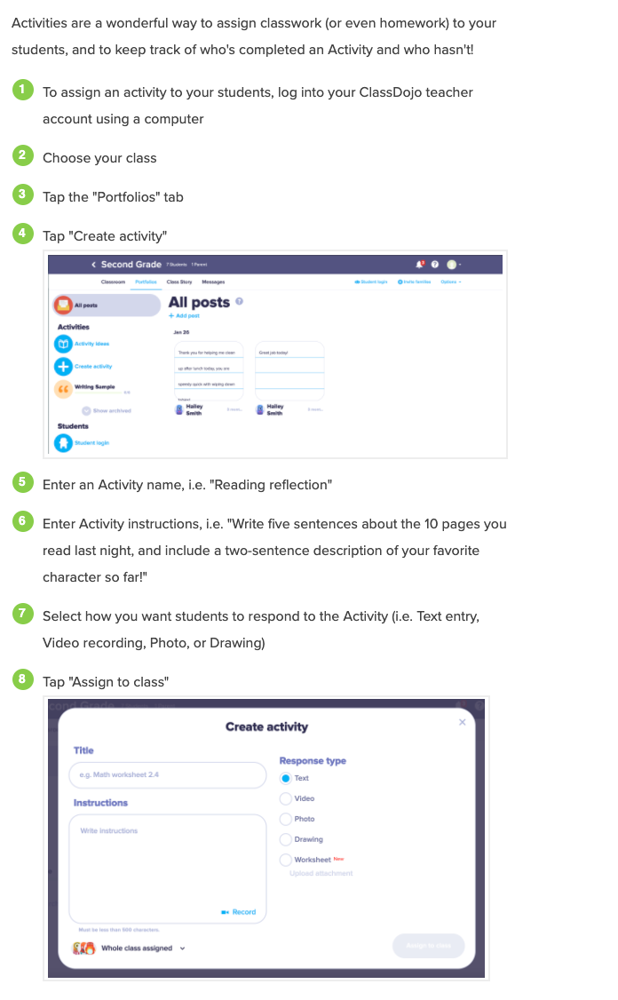 Activities are a wonderful way to assign classwork (or even homework) to your
students, and to keep track of who's completed an Activity and who hasn't!
1 To assign an activity to your students, log into your ClassDojo teacher
account using a computer
2 Choose your class
3 Tap the "Portfolios" tab
4 Tap "Create activity"
Second Grade 7 Students 1 Parent
Classroom Portfolios Class Story Messages Student login Invite families Options
All posts
All posts
+ Add post
Activities
Jan 26
Activity Ideas
Thank you for helping me clean
Great job today!
Create activity
up after lunch today, you are
Writing Sample
speedy quick with wiping down
Show archived
Hailey
Smith
Hailey
Smith
Students
Student login
5 Enter an Activity name, i.e. "Reading reflection"
6 Enter Activity instructions, i.e. "Write five sentences about the 10 pages you
read last night, and include a two-sentence description of your favorite
character so far!"
7 Select how you want students to respond to the Activity (i.e. Text entry,
Video recording, Photo, or Drawing)
8 Tap "Assign to class"
Create activity
Title
e.g. Math worksheet 2.4
Instructions
Write instructions
Record
Must be less than 900 characters.
Whole class assigned
Response type
Text
Video
Photo
Drawing
Worksheet New
Upload attachment